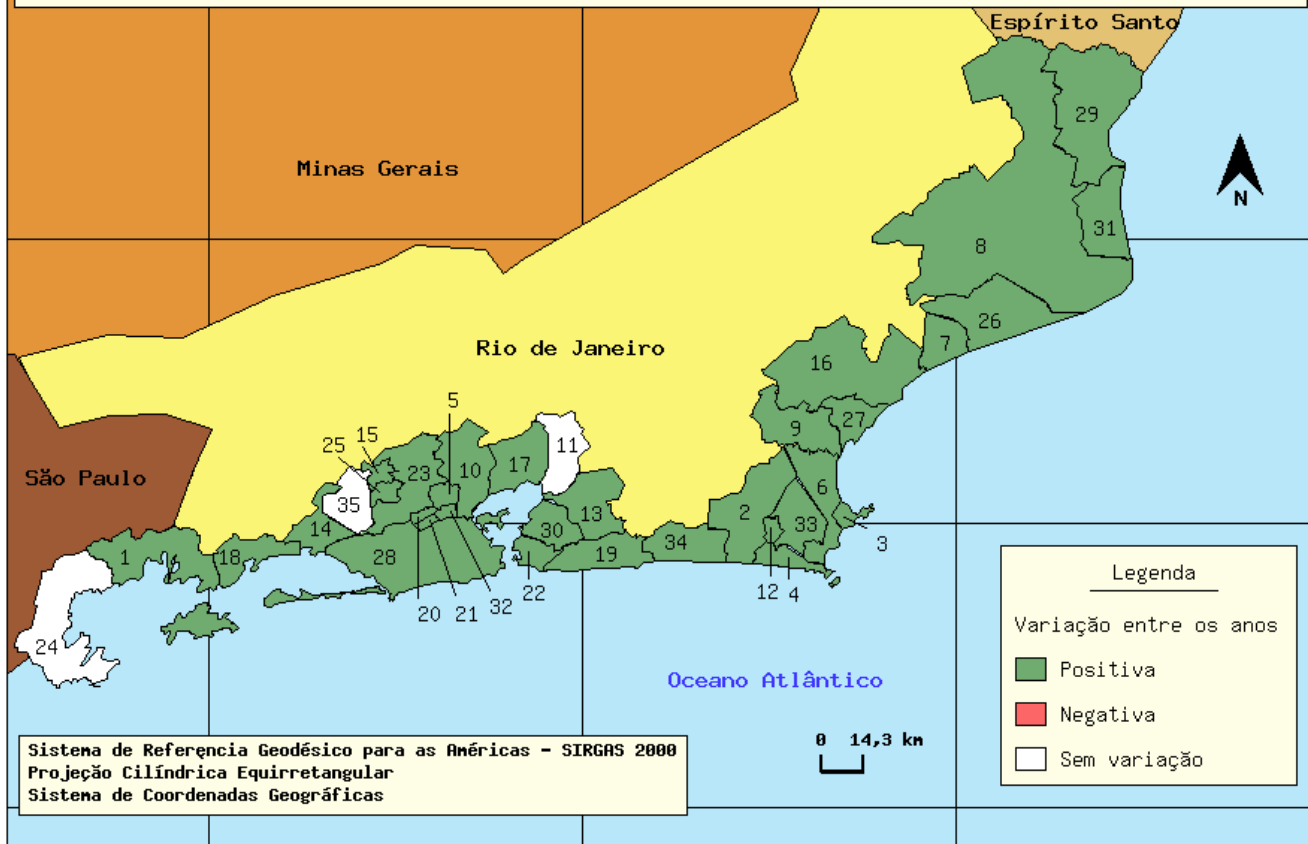 Espírito Santo
29
Minas Gerais
N
31
8
26
Rio de Janeiro
7
16
5
15
27
25
11
9
23
10
17
São Paulo
6
35
2
13
14
30
33
3
1
18
28
19
34
22
12
4
20
21
32
24
Legenda
Variação entre os anos
Positiva
Negativa
Sem variação
Oceano Atlântico
0 14,3 km
Sistema de Referençia Geodésico para as Américas - SIRGAS 2000
Projeção Cilíndrica Equirretangular
Sistema de Coordenadas Geográficas